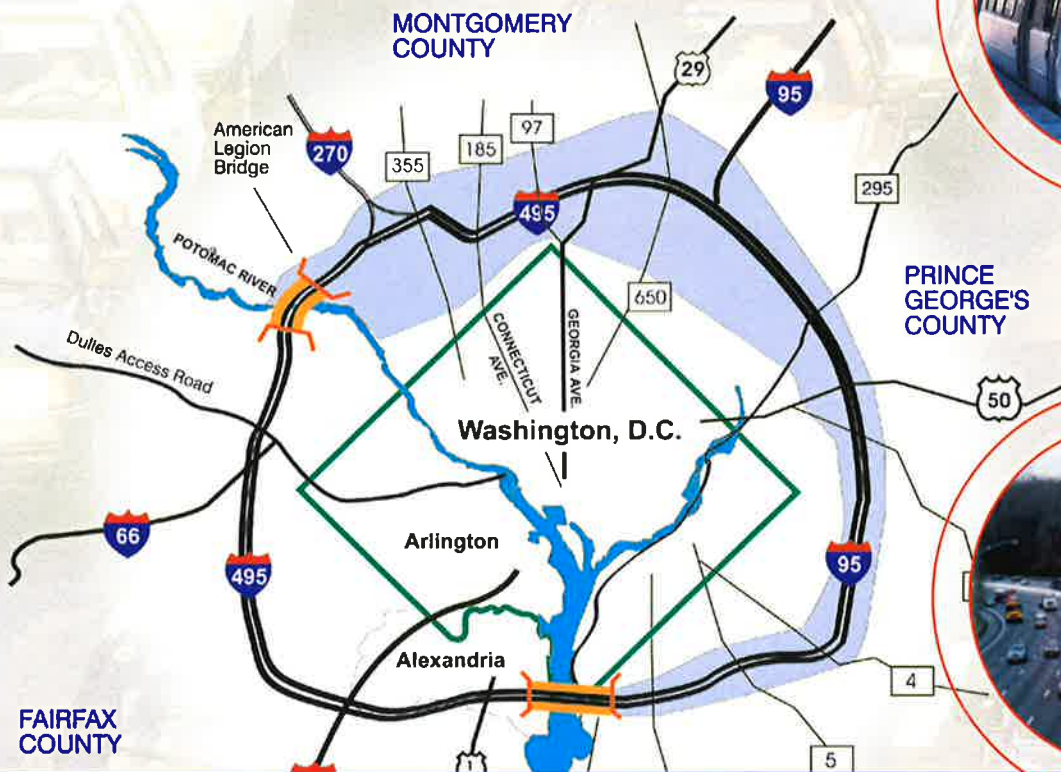 MONTGOMERY
COUNTY
29
95
American
Legion
Bridge
270
355
185
97
295
495
POTOMAC RIVER
650
PRINCE
GEORGE'S
COUNTY
Dulles Access Road
CONNECTICUT
AVE.
GEORGIA AVE.
50
Washington, D.C.
66
Arlington
495
95
Alexandria
4
FAIRFAX
COUNTY
1
5